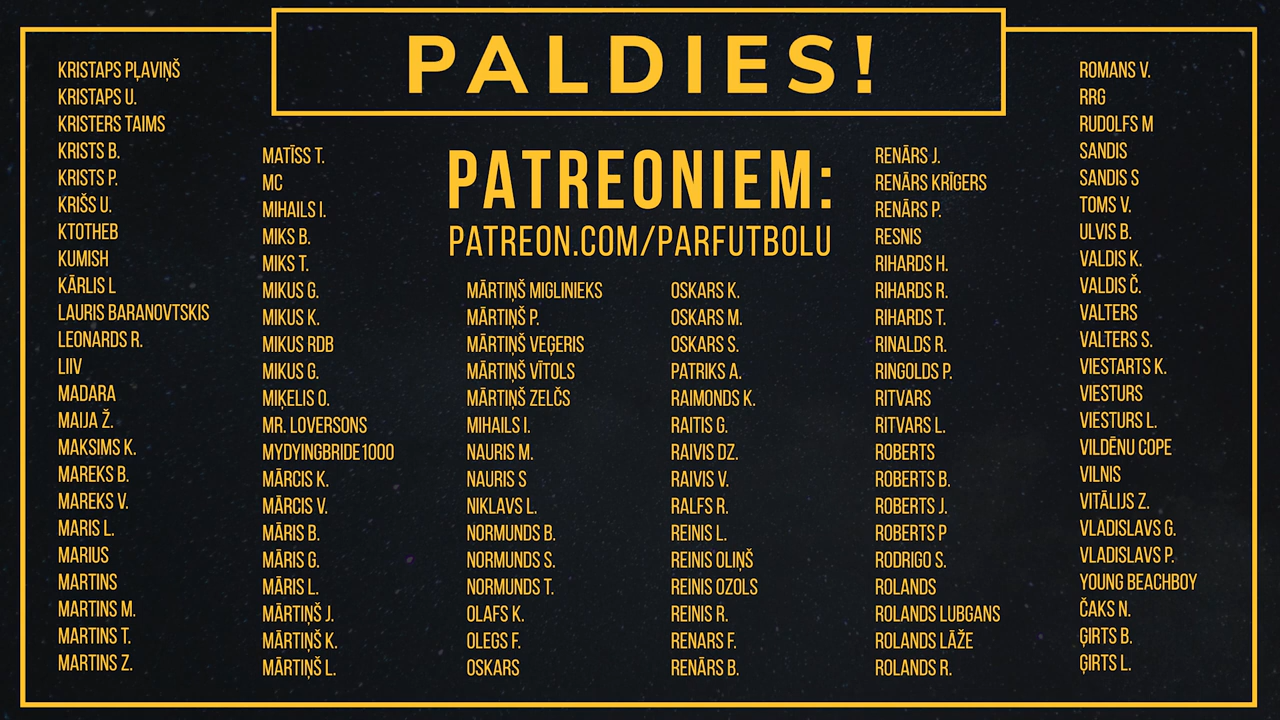 PALDIES!
PATREONIEM:
PATREON.COM/PARFUTBOLU
KRISTAPS PĻAVIŅŠ
KRISTAPS U.
KRISTERS TAIMS
KRISTS B.
KRISTS P.
KRIŠS U.
KTOTHEB
KUMISH
KĀRLIS L
LAURIS BARANOVTSKIS
LEONARDS R.
LIIV
MADARA
MAIJA Ž.
MAKSIMS K.
MAREKS B.
MAREKS V.
MARIS L.
MARIUS
MARTINS
MARTINS M.
MARTINS T.
MARTINS Z.
MATĪSS T.
MC
MIHAILS I.
MIKS B.
MIKS T.
MIKUS G.
MIKUS K.
MIKUS RDB
MIKUS G.
MIĶELIS O.
MR. LOVERSONS
MYDYINGBRIDE1000
MĀRCIS K.
MĀRCIS V.
MĀRIS B.
MĀRIS G.
MĀRIS L.
MĀRTIŅŠ J.
MĀRTIŅŠ K.
MĀRTIŅŠ L.
MĀRTIŅŠ MIGLINIEKS
MĀRTIŅŠ P.
MĀRTIŅŠ VEĢERIS
MĀRTIŅŠ VĪTOLS
MĀRTIŅŠ ZELČS
MIHAILS I.
NAURIS M.
NAURIS S
NIKLAVS L.
NORMUNDS B.
NORMUNDS S.
NORMUNDS T.
OLAFS K.
OLEGS F.
OSKARS
OSKARS K.
OSKARS M.
OSKARS S.
PATRIKS A.
RAIMONDS K.
RAITIS G.
RAIVIS DZ.
RAIVIS V.
RALFS R.
REINIS L.
REINIS OLIŅŠ
REINIS OZOLS
REINIS R.
RENARS F.
RENĀRS B.
RENĀRS J.
RENĀRS KRĪGERS
RENĀRS P.
RESNIS
RIHARDS H.
RIHARDS R.
RIHARDS T.
RINALDS R.
RINGOLDS P.
RITVARS
RITVARS L.
ROBERTS
ROBERTS B.
ROBERTS J.
ROBERTS P
RODRIGO S.
ROLANDS
ROLANDS LUBGANS
ROLANDS LĀŽE
ROLANDS R.
ROMANS V.
RRG
RUDOLFS M
SANDIS
SANDIS S
TOMS V.
ULVIS B.
VALDIS K.
VALDIS Č.
VALTERS
VALTERS S.
VIESTARTS K.
VIESTURS
VIESTURS L.
VILDĒNU COPE
VILNIS
VITĀLIJS Z.
VLADISLAVS G.
VLADISLAVS P.
YOUNG BEACHBOY
ČAKS N.
ĢIRTS B.
ĢIRTS L.